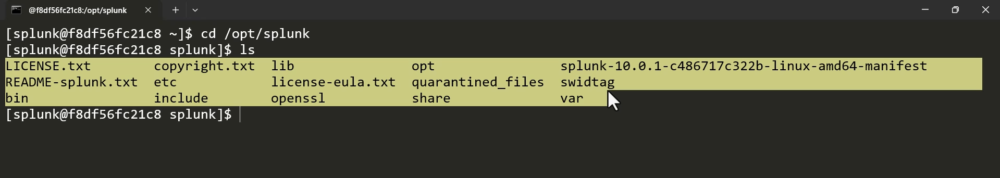 @f8df56fc21c8:/opt/splunk
[splunk@f8df56fc21c8 ~]$ cd /opt/splunk
[splunk@f8df56fc21c8 splunk]$ ls
LICENSE.txt copyright.txt lib opt splunk-10.0.1-c486717c322b-linux-amd64-manifest
README-splunk.txt etc license-eula.txt quarantined_files swidtag
bin include openssl share var
[splunk@f8df56fc21c8 splunk]$